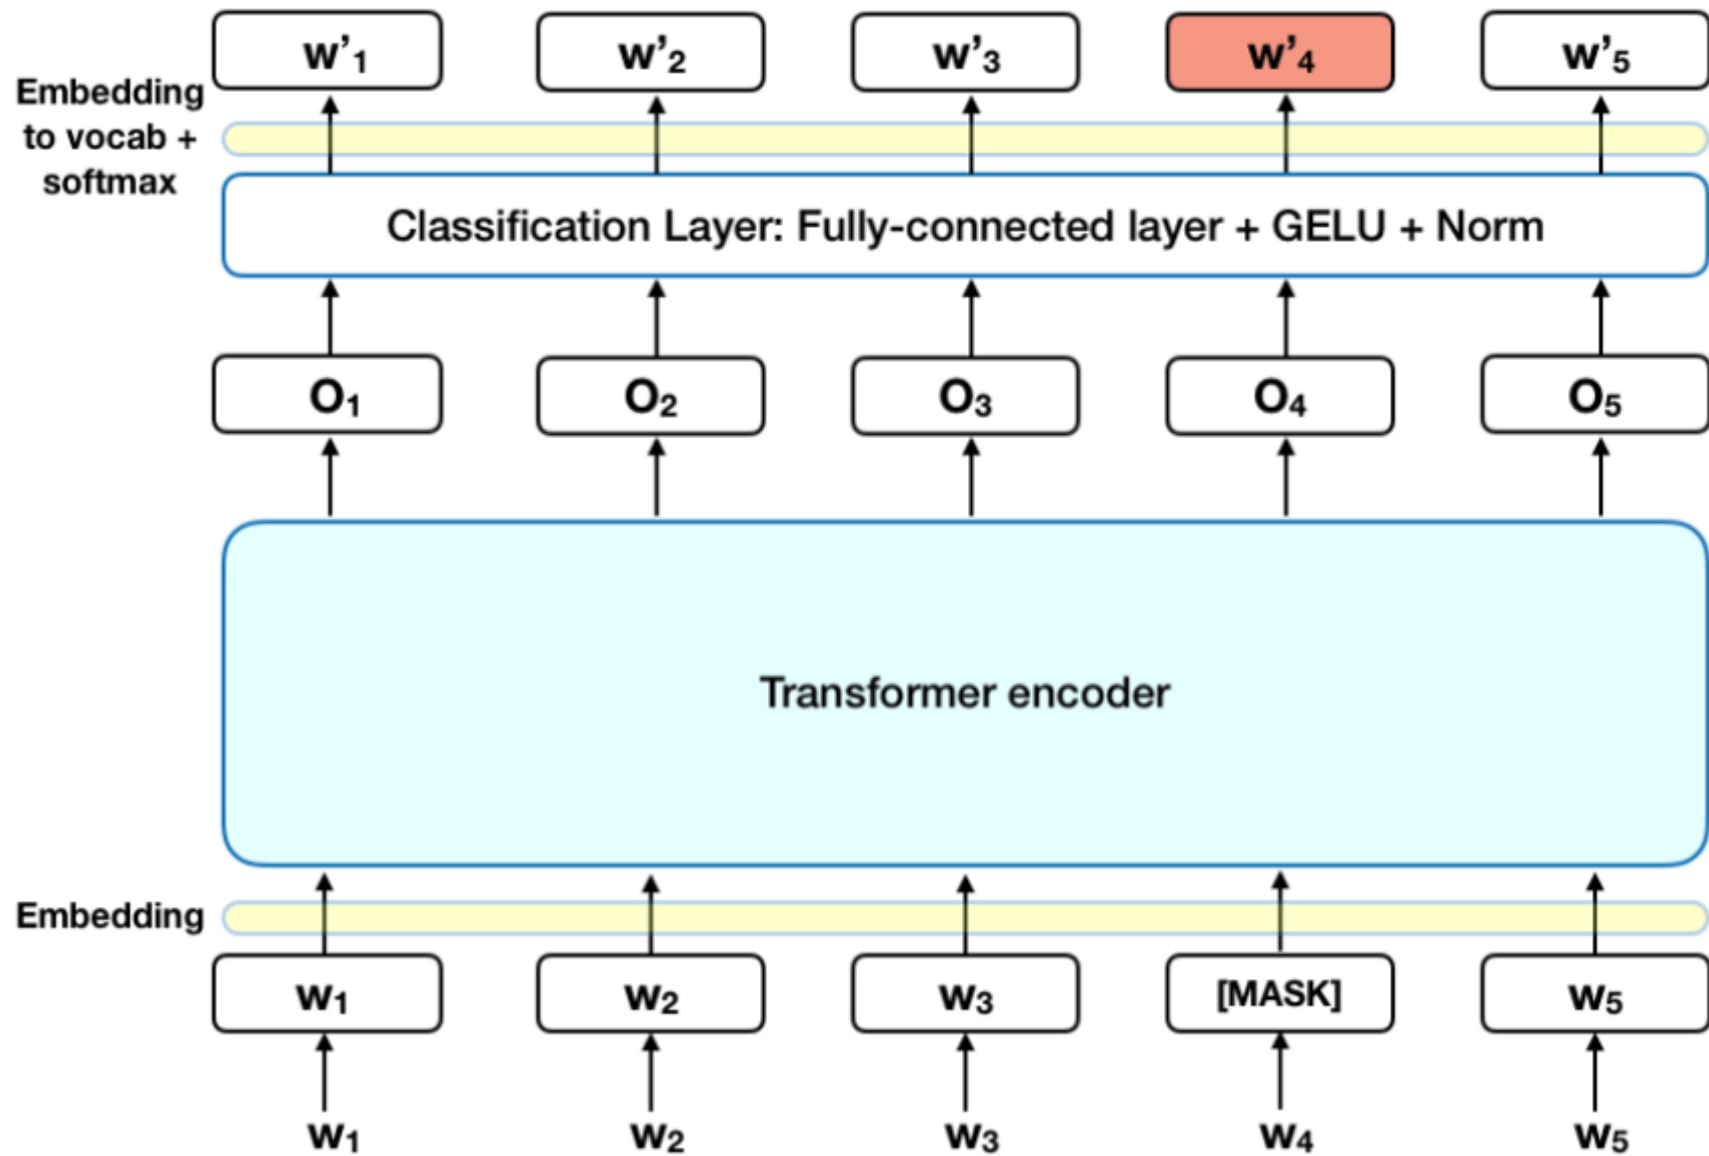 w’₁ w’₂ w’₃ w’₄ w’₅
Embedding
to vocab +
softmax
Classification Layer: Fully-connected layer + GELU + Norm
O₁ O₂ O₃ O₄ O₅
Transformer encoder
Embedding
w₁ w₂ w₃ [MASK] w₅
w₁ w₂ w₃ w₄ w₅